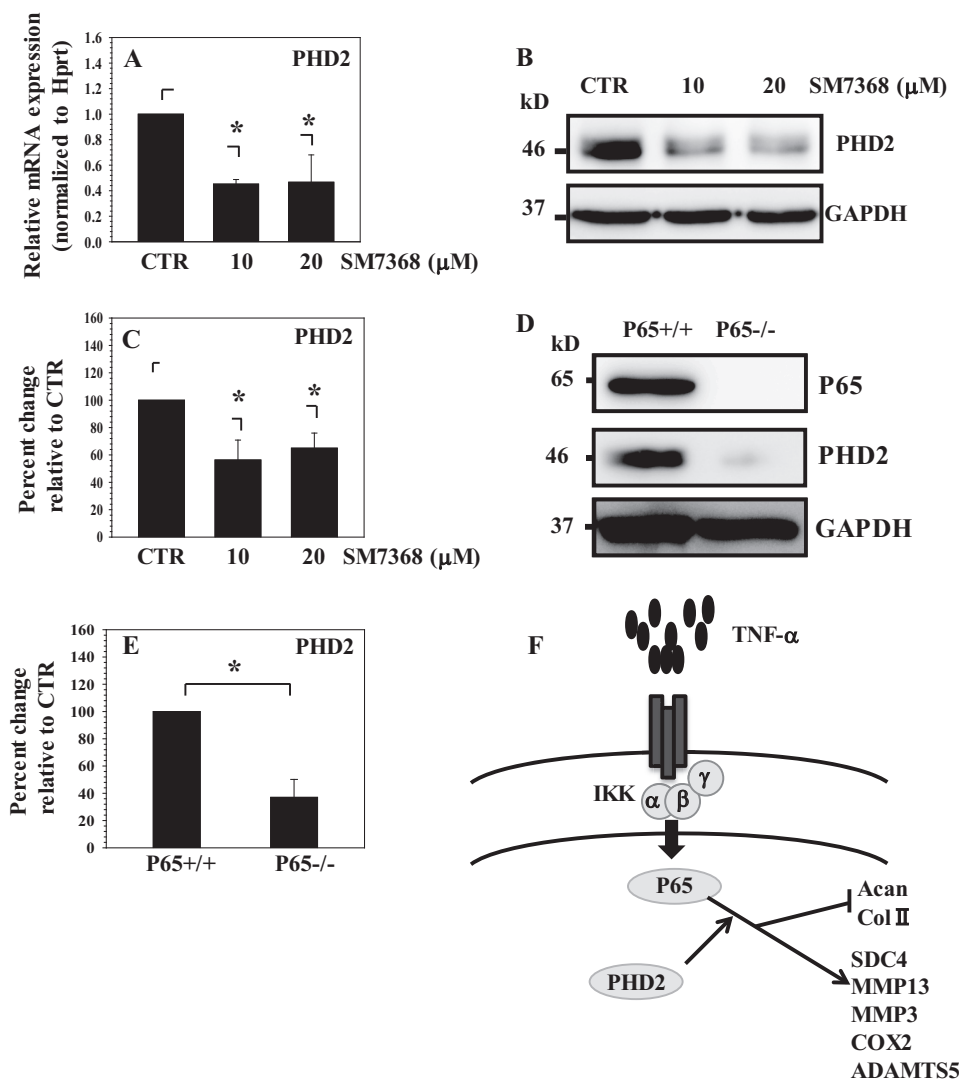 A
PHD2
Relative mRNA expression
(normalized to Hprt)
1.6
1.4
1.2
1.0
0.8
0.6
0.4
0.2
0.0
*
*
CTR 10 20 SM7368 (μM)
B
kD
CTR 10 20 SM7368 (μM)
46
PHD2
37
GAPDH
C
PHD2
Percent change
relative to CTR
160
140
120
100
80
60
40
20
0
*
*
CTR 10 20 SM7368 (μM)
D
kD
P65+/+ P65-/-
65
P65
46
PHD2
37
GAPDH
E
PHD2
Percent change
relative to CTR
160
140
120
100
80
60
40
20
0
*
P65+/+ P65-/-
F
TNF-α
IKK α β γ
P65
PHD2
Acan
Col II
SDC4
MMP13
MMP3
COX2
ADAMTS5